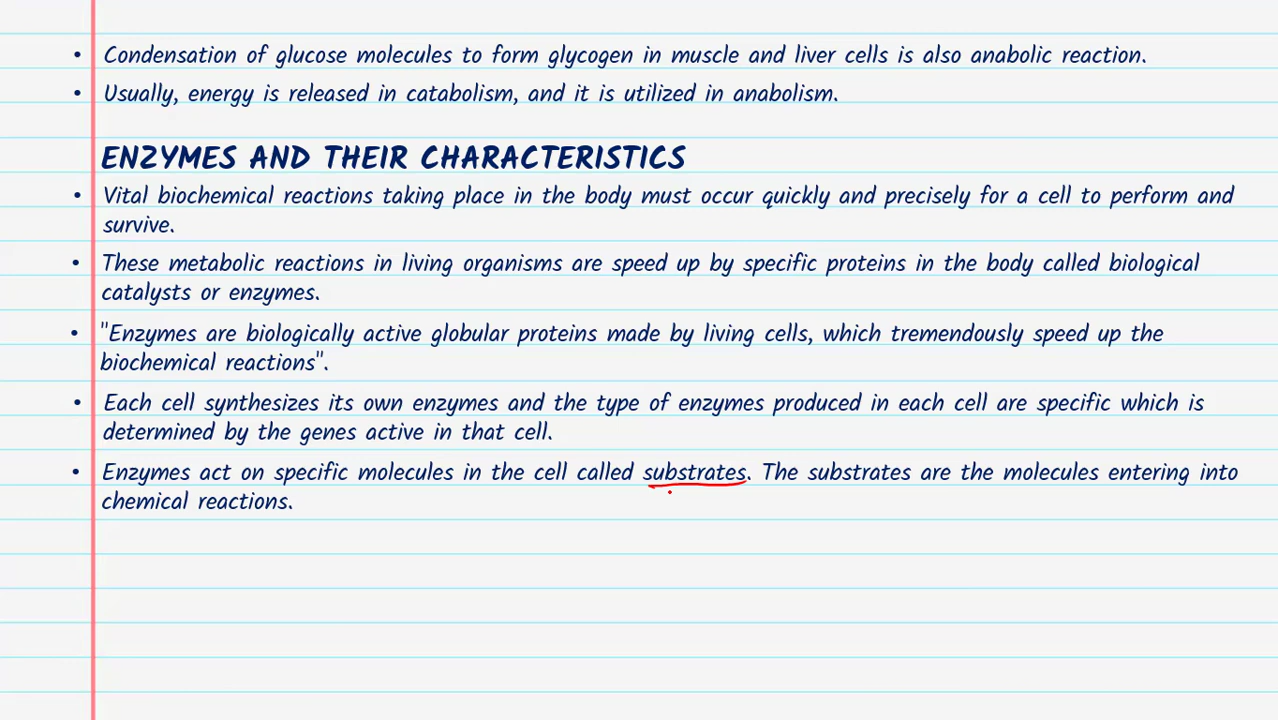 • Condensation of glucose molecules to form glycogen in muscle and liver cells is also anabolic reaction.
• Usually, energy is released in catabolism, and it is utilized in anabolism.
ENZYMES AND THEIR CHARACTERISTICS
• Vital biochemical reactions taking place in the body must occur quickly and precisely for a cell to perform and
survive.
• These metabolic reactions in living organisms are speed up by specific proteins in the body called biological
catalysts or enzymes.
• "Enzymes are biologically active globular proteins made by living cells, which tremendously speed up the
biochemical reactions".
• Each cell synthesizes its own enzymes and the type of enzymes produced in each cell are specific which is
determined by the genes active in that cell.
• Enzymes act on specific molecules in the cell called substrates. The substrates are the molecules entering into
chemical reactions.